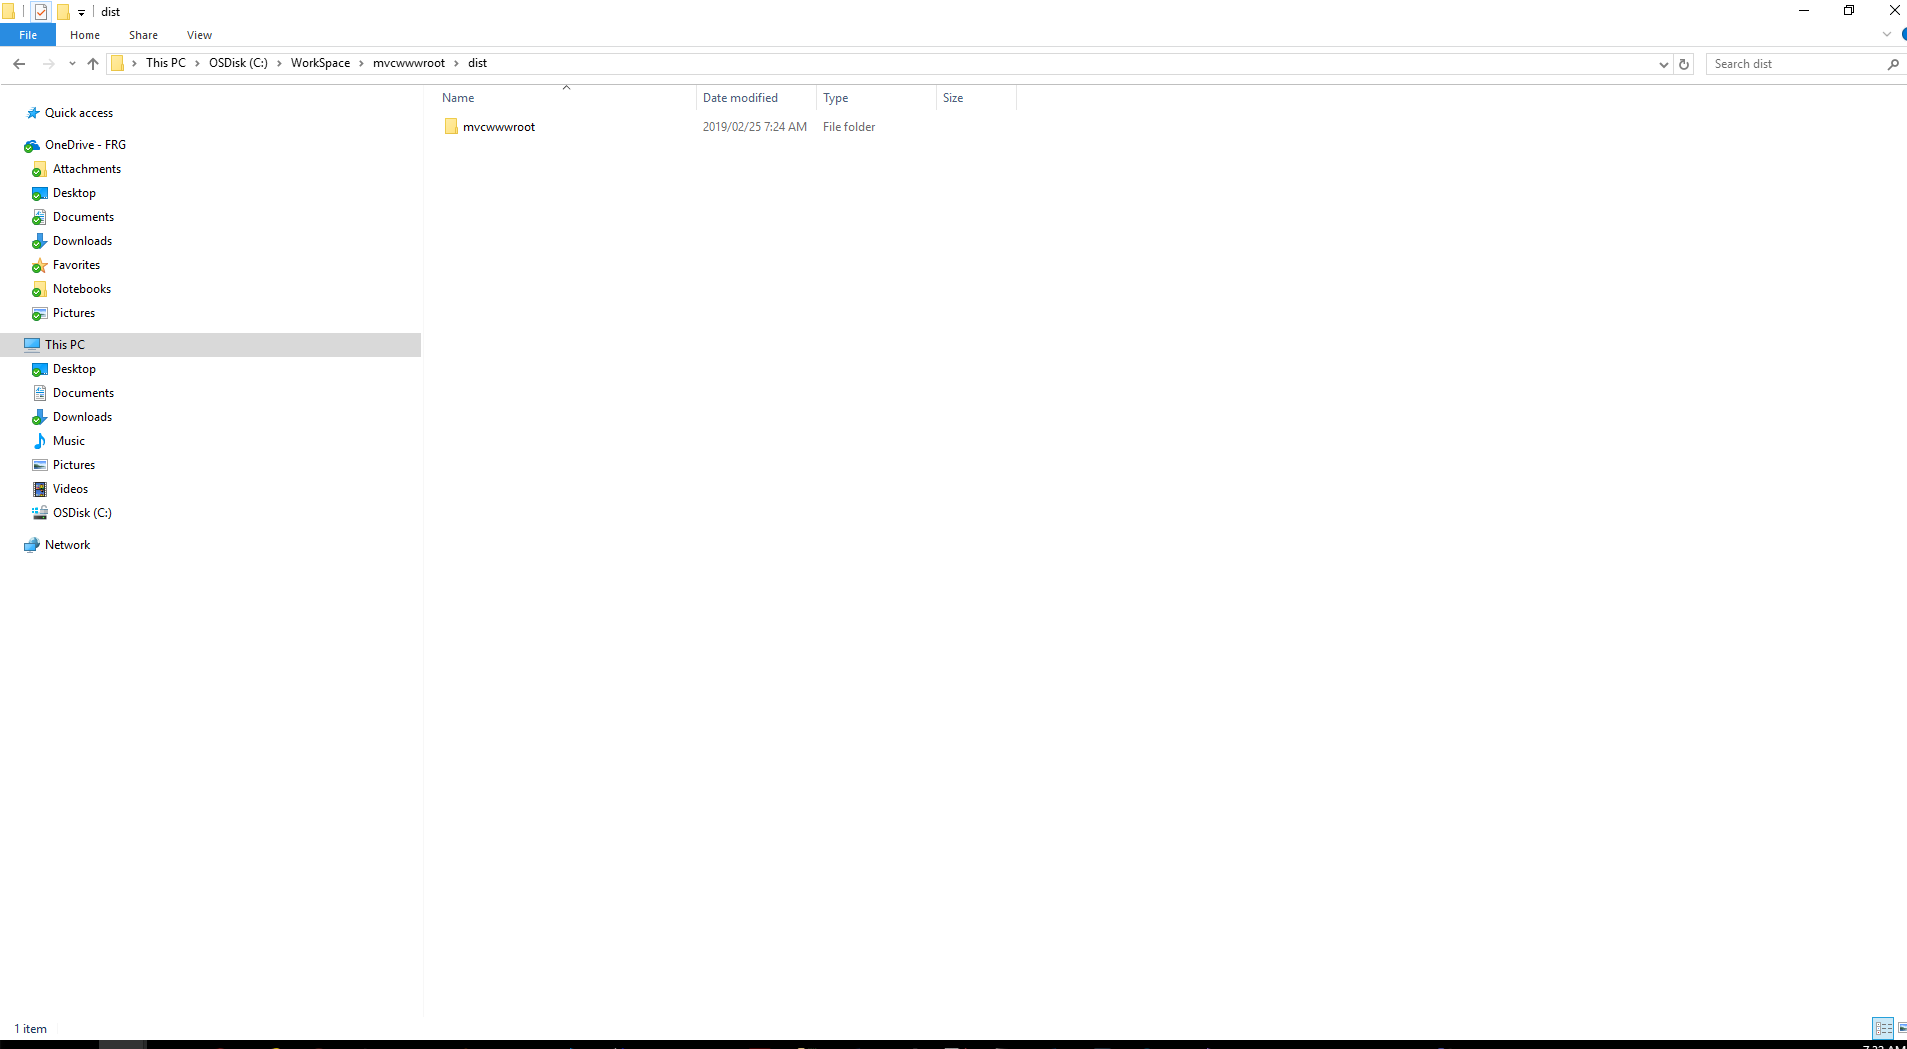 dist
File Home Share View
This PC OSDisk (C:) WorkSpace mvcwwwroot dist
Search dist
Name Date modified Type Size
mvcwwwroot 2019/02/25 7:24 AM File folder
Quick access
OneDrive - FRG
Attachments
Desktop
Documents
Downloads
Favorites
Notebooks
Pictures
This PC
Desktop
Documents
Downloads
Music
Pictures
Videos
OSDisk (C:)
Network
1 item